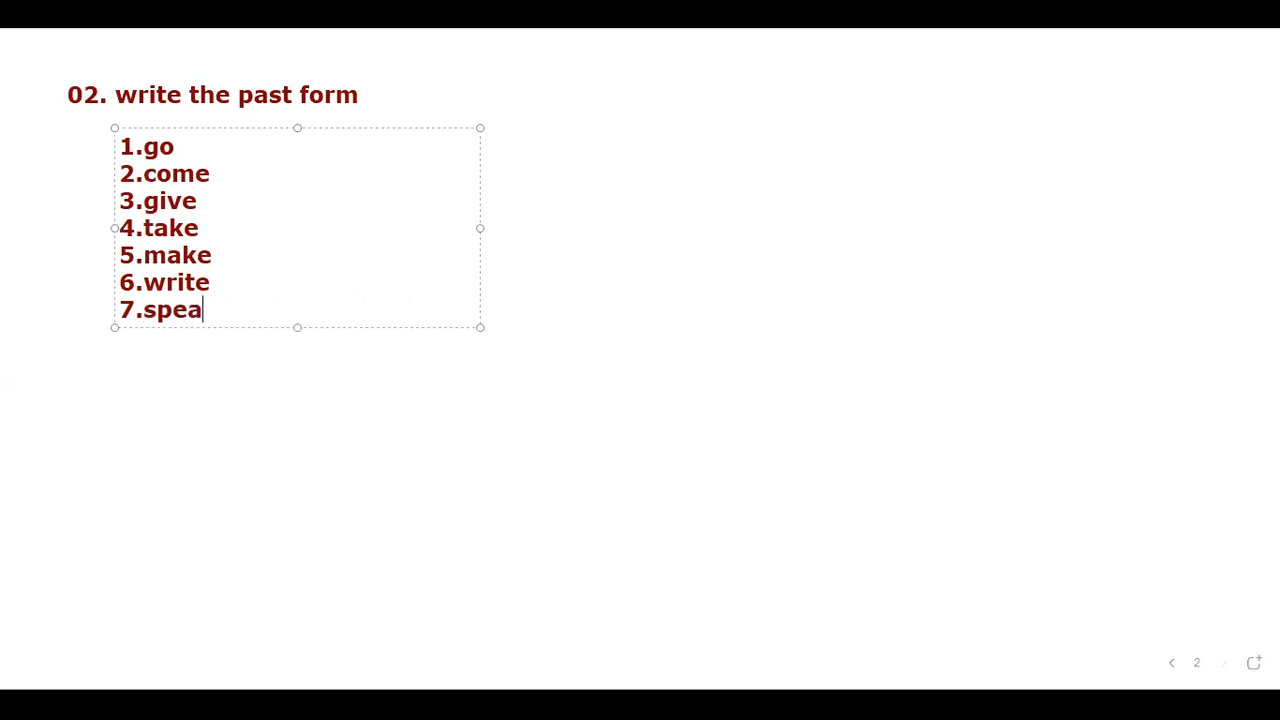 02. write the past form
1.go
2.come
3.give
4.take
5.make
6.write
7.spea
2